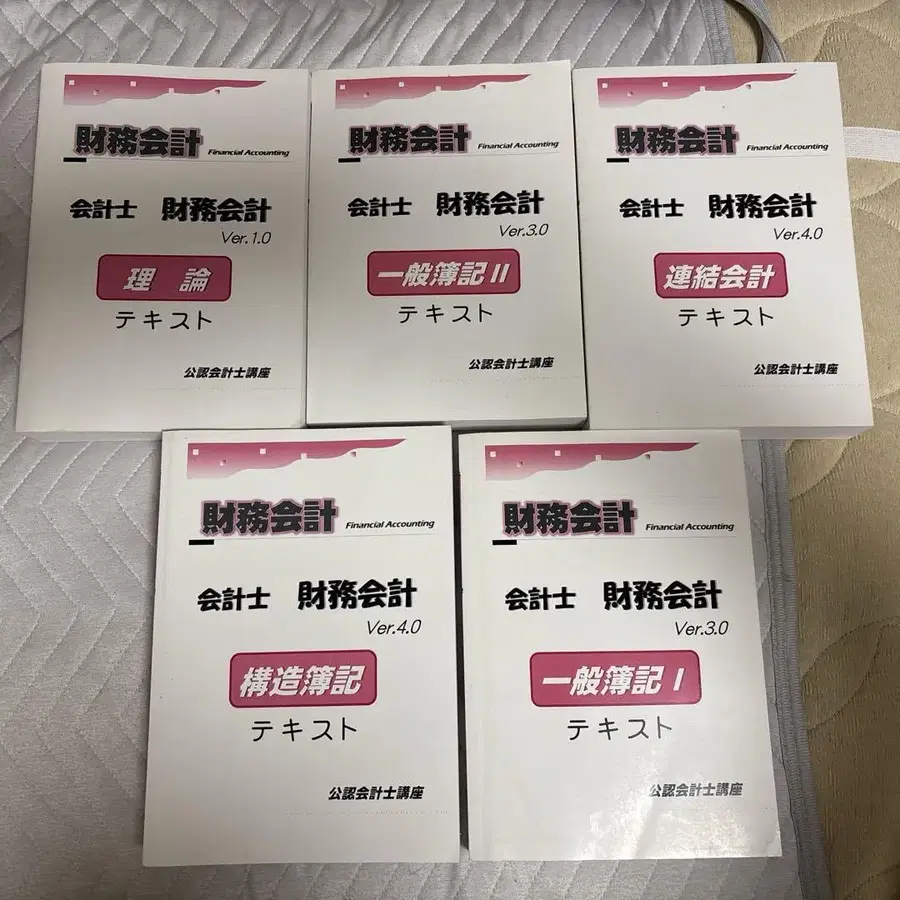 財務会計 Financial Accounting
会計士 財務会計
Ver.1.0
理 論
テキスト
公認会計士講座
財務会計 Financial Accounting
会計士 財務会計
Ver.3.0
一般簿記 II
テキスト
公認会計士講座
財務会計 Financial Accounting
会計士 財務会計
Ver.4.0
連結会計
テキスト
公認会計士講座
財務会計 Financial Accounting
会計士 財務会計
Ver.4.0
構造簿記
テキスト
公認会計士講座
財務会計 Financial Accounting
会計士 財務会計
Ver.3.0
一般簿記 I
テキスト
公認会計士講座